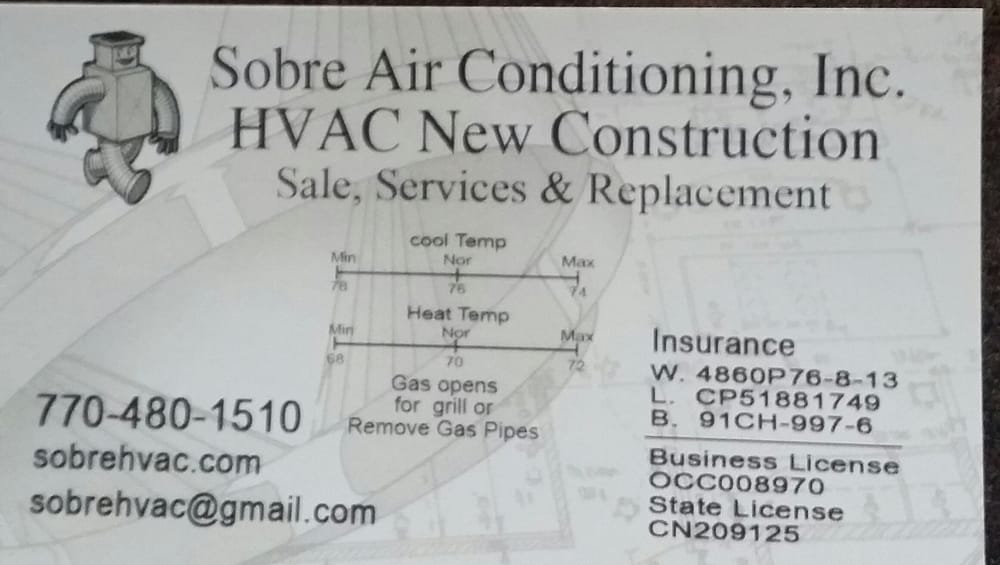 Sobre Air Conditioning, Inc.
HVAC New Construction
Sale, Services & Replacement
cool Temp
Min Nor Max
78 76 74
Heat Temp
Min Nor Max
68 70 72
Gas opens
for grill or
Remove Gas Pipes
770-480-1510
sobrehvac.com
sobrehvac@gmail.com
Insurance
W. 4860P76-8-13
L. CP51881749
B. 91CH-997-6
Business License
OCC008970
State License
CN209125